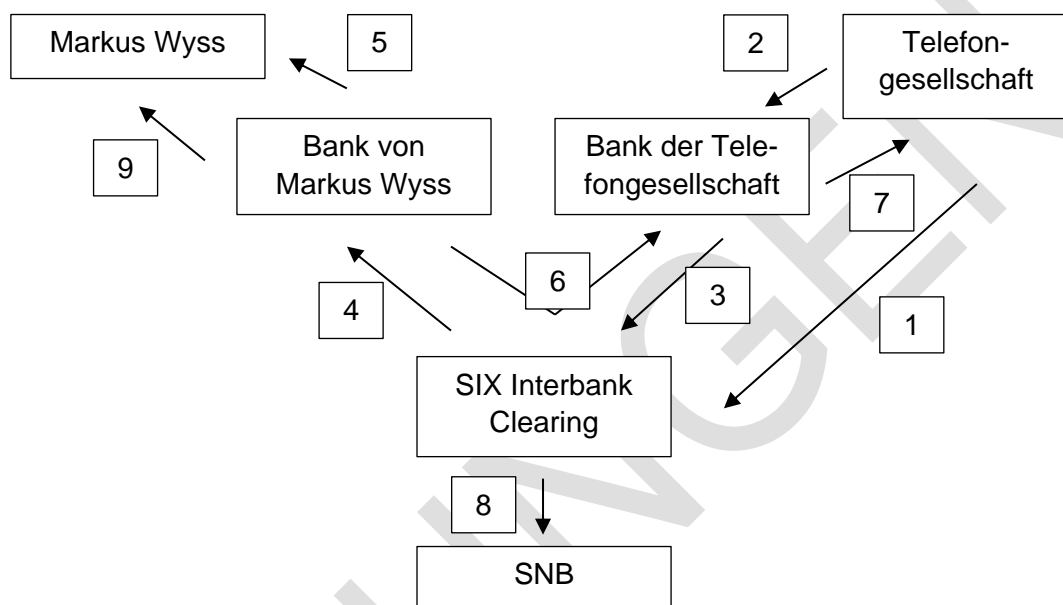 Markus Wyss
5
2
Telefon-
gesellschaft
9
Bank von
Markus Wyss
Bank der Tele-
fongesellschaft
7
4
6
3
1
SIX Interbank
Clearing
8
SNB